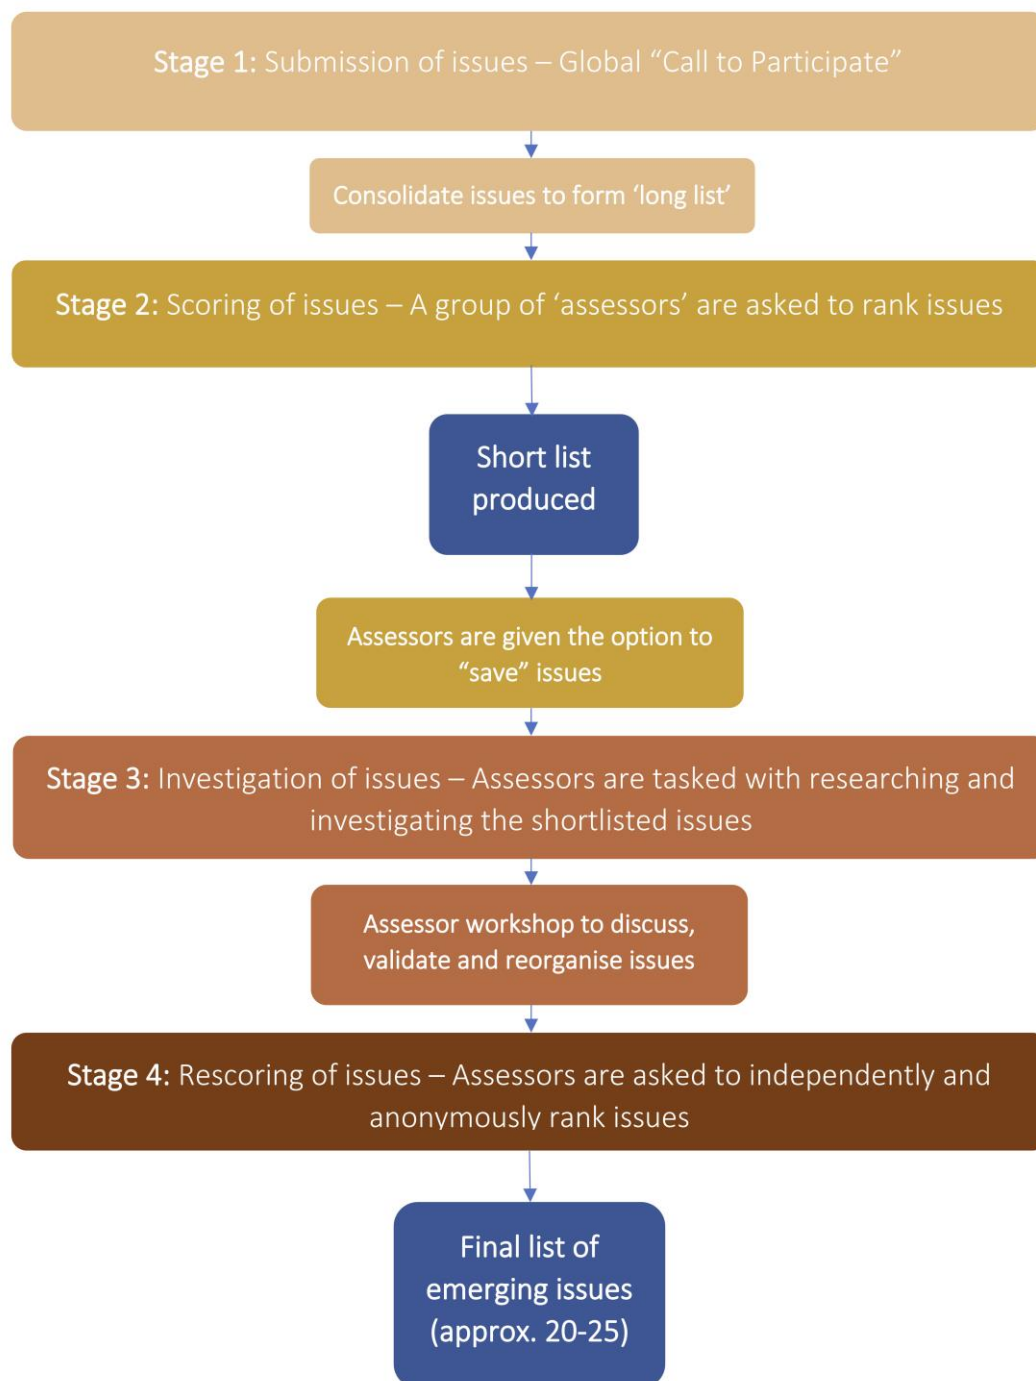 Stage 1: Submission of issues – Global “Call to Participate”
Consolidate issues to form ‘long list’
Stage 2: Scoring of issues – A group of ‘assessors’ are asked to rank issues
Short list
produced
Assessors are given the option to
“save” issues
Stage 3: Investigation of issues – Assessors are tasked with researching and
investigating the shortlisted issues
Assessor workshop to discuss,
validate and reorganise issues
Stage 4: Rescoring of issues – Assessors are asked to independently and
anonymously rank issues
Final list of
emerging issues
(approx. 20-25)